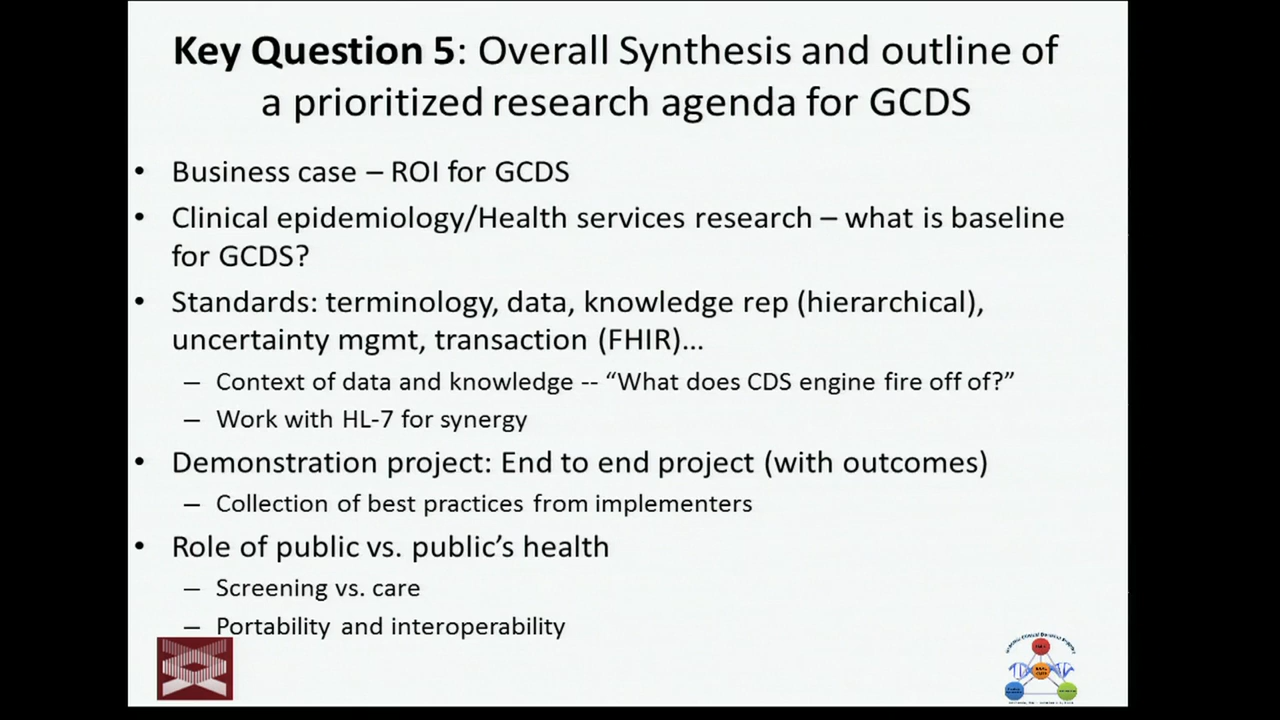 Key Question 5: Overall Synthesis and outline of
a prioritized research agenda for GCDS
• Business case – ROI for GCDS
• Clinical epidemiology/Health services research – what is baseline
for GCDS?
• Standards: terminology, data, knowledge rep (hierarchical),
uncertainty mgmt, transaction (FHIR)...
– Context of data and knowledge -- “What does CDS engine fire off of?”
– Work with HL-7 for synergy
• Demonstration project: End to end project (with outcomes)
– Collection of best practices from implementers
• Role of public vs. public’s health
– Screening vs. care
– Portability and interoperability